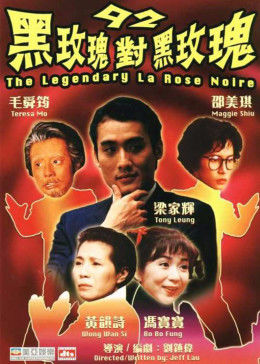 92
黑玫瑰對黑玫瑰
The Legendary La Rose Noire
毛舜筠
Teresa Mo
邵美琪
Maggie Shiu
梁家輝
Tony Leung
黃韻詩
Wong Wan Si
馮寶寶
Bo Bo Fung
導演/編劇:劉鎮偉
Directed/Written by: Jeff Lau
dts